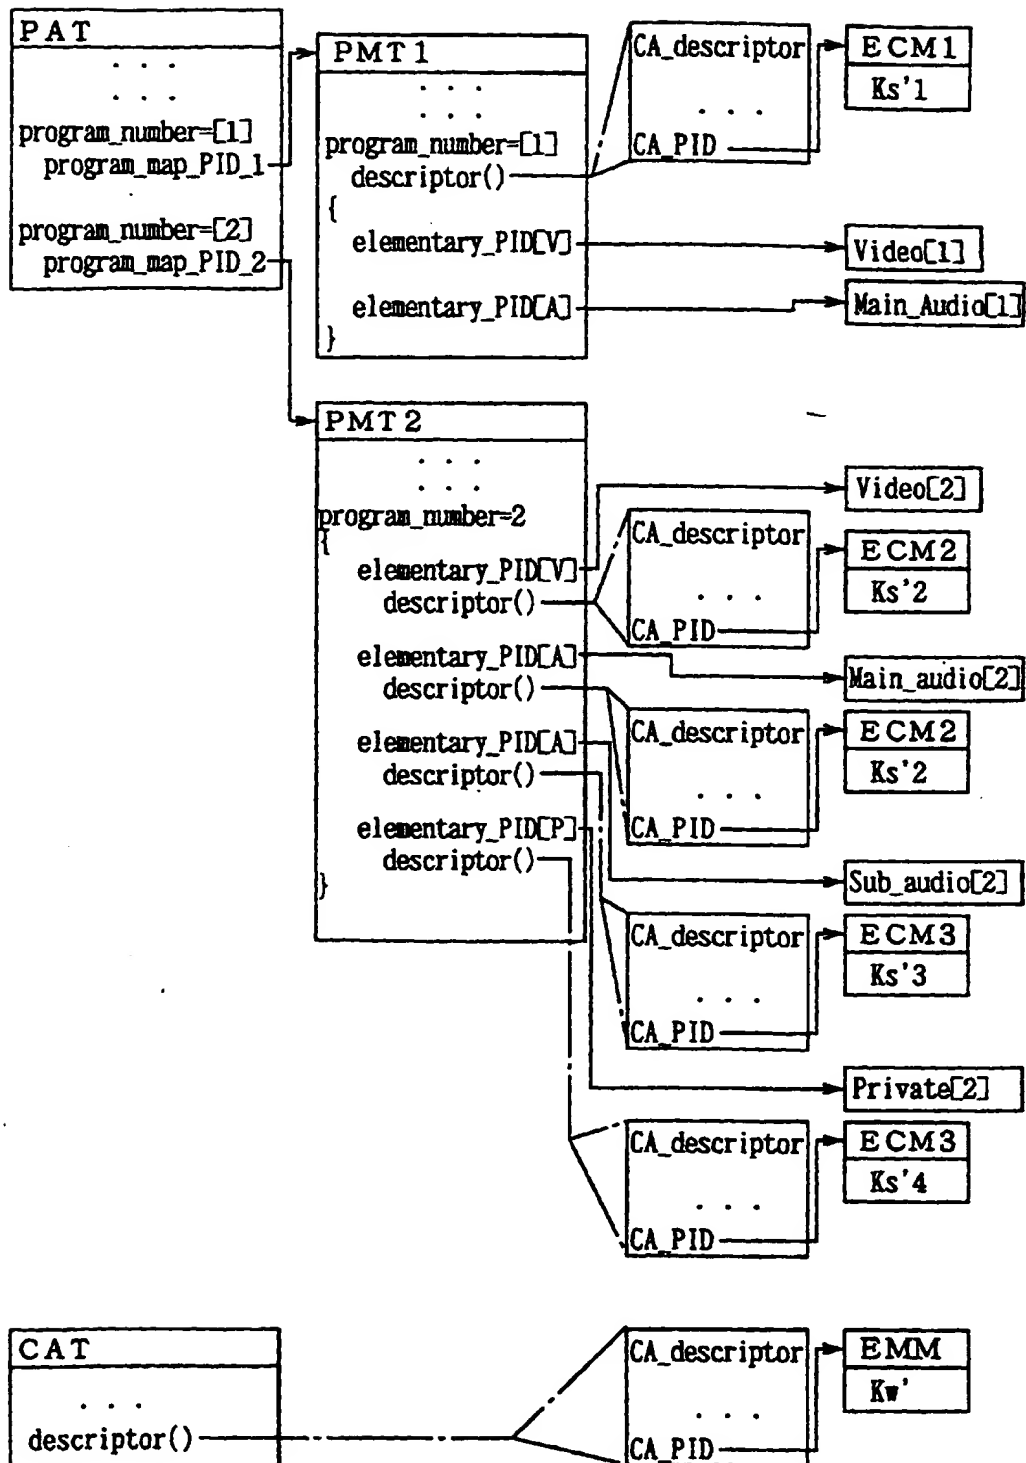 PAT
. . .
. . .
program_number=[1]
program_map_PID_1
program_number=[2]
program_map_PID_2
PMT1
. . .
. . .
program_number=[1]
descriptor()
{
elementary_PID[V]
elementary_PID[A]
}
CA_descriptor
. . .
CA_PID
ECM1
Ks'1
Video[1]
Main_Audio[1]
PMT2
. . .
. . .
program_number=2
{
elementary_PID[V]
descriptor()
elementary_PID[A]
descriptor()
elementary_PID[A]
descriptor()
elementary_PID[P]
descriptor()
}
Video[2]
CA_descriptor
. . .
CA_PID
ECM2
Ks'2
Main_audio[2]
CA_descriptor
. . .
CA_PID
ECM2
Ks'2
Sub_audio[2]
CA_descriptor
. . .
CA_PID
ECM3
Ks'3
Private[2]
CA_descriptor
. . .
CA_PID
ECM3
Ks'4
CAT
. . .
descriptor()
CA_descriptor
. . .
CA_PID
EMM
Kw'